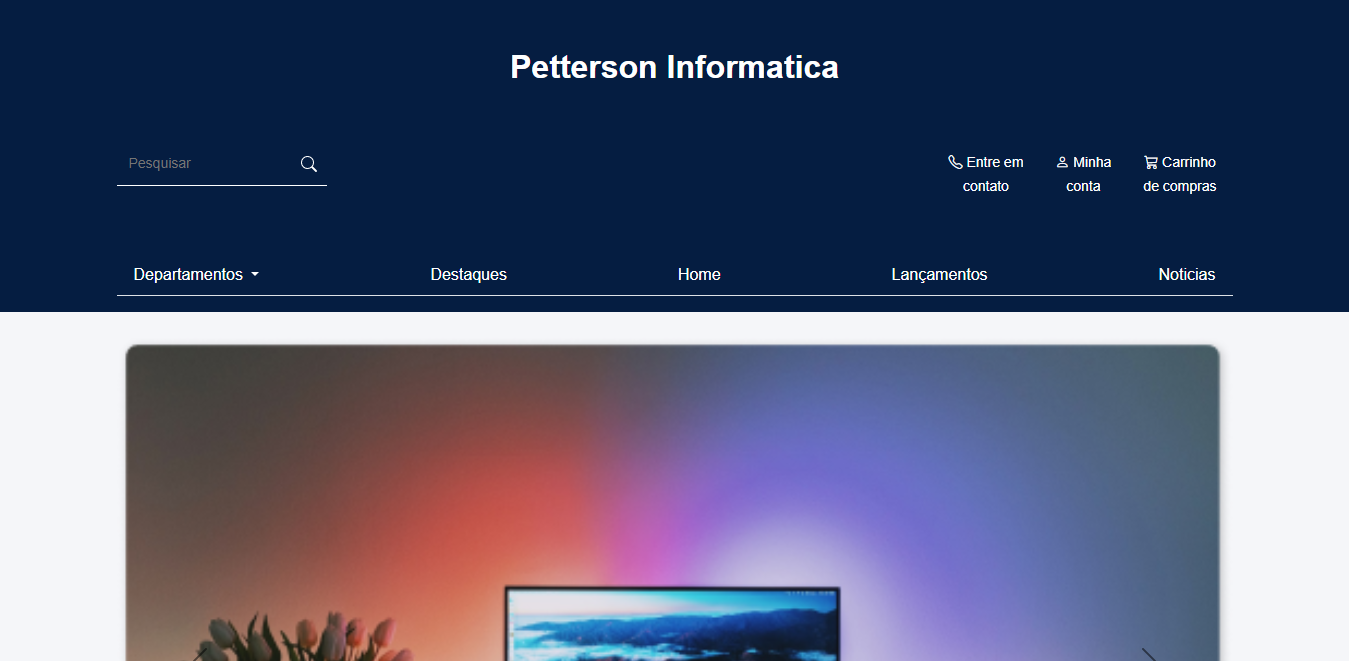 Petterson Informatica
Pesquisar
Entre em
contato
Minha
conta
Carrinho
de compras
Departamentos
Destaques
Home
Lançamentos
Noticias